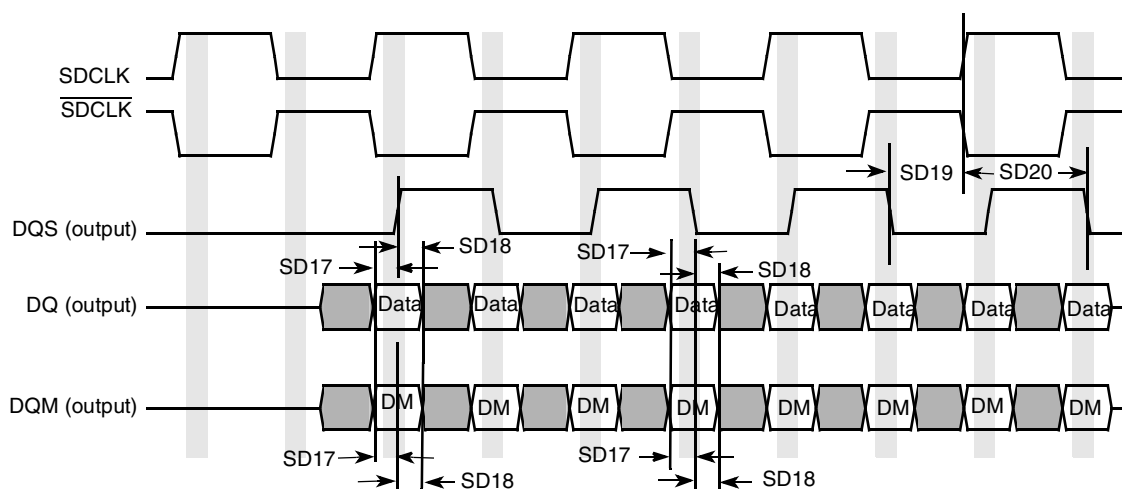 SDCLK
SDCLK
SD19
SD20
DQS (output)
SD18
SD17
SD17
SD18
DQ (output)
Data
Data
Data
Data
Data
Data
Data
Data
DQM (output)
DM
DM
DM
DM
DM
DM
DM
DM
SD17
SD17
SD18
SD18